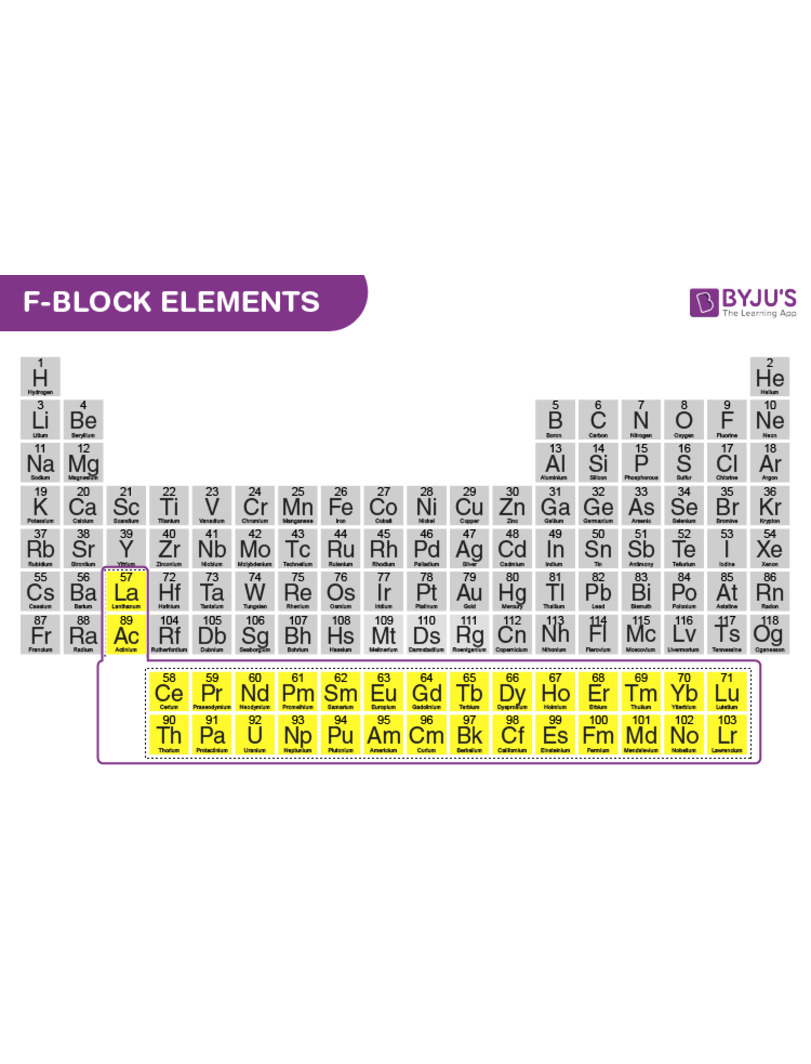 F-BLOCK ELEMENTS
BYJU'S
The Learning App
1 2
H He
Hydrogen Helium
3 4 5 6 7 8 9 10
Li Be B C N O F Ne
Litium Beryllium Boron Carbon Nitrogen Oxygen Fluorine Neon
11 12 13 14 15 16 17 18
Na Mg Al Si P S Cl Ar
Sodium Magnesium Aluminium Silicon Phosphorous Sulfur Chlorine Argon
19 20 21 22 23 24 25 26 27 28 29 30 31 32 33 34 35 36
K Ca Sc Ti V Cr Mn Fe Co Ni Cu Zn Ga Ge As Se Br Kr
Potassium Calcium Scandium Titanium Vanadium Chromium Manganese Iron Cobalt Nickel Copper Zinc Gallium Germanium Arsenic Selenium Bromine Krypton
37 38 39 40 41 42 43 44 45 46 47 48 49 50 51 52 53 54
Rb Sr Y Zr Nb Mo Tc Ru Rh Pd Ag Cd In Sn Sb Te I Xe
Rubidium Strontium Yttrium Zirconium Niobium Molybdenium Technelium Rutenium Rhodium Palladium Silver Cadmium Indium Tin Antimony Tellurium Iodine Xenon
55 56 57 72 73 74 75 76 77 78 79 80 81 82 83 84 85 86
Cs Ba La Hf Ta W Re Os Ir Pt Au Hg Tl Pb Bi Po At Rn
Caesium Barium Lanthanum Hafnium Tantalum Tungsten Rhenium Osmium Iridium Platinum Gold Mercury Thallium Lead Bismuth Polonium Astatine Radon
87 88 89 104 105 106 107 108 109 110 111 112 113 114 115 116 117 118
Fr Ra Ac Rf Db Sg Bh Hs Mt Ds Rg Cn Nh Fl Mc Lv Ts Og
Francium Radium Actinium Rutherfordium Dubnium Seaborgium Bohrium Hassium Meitnerium Darmstadtium Roenigenium Copernicium Nihonium Flerovium Moscovium Livermorium Tennessine Oganesson
58 59 60 61 62 63 64 65 66 67 68 69 70 71
Ce Pr Nd Pm Sm Eu Gd Tb Dy Ho Er Tm Yb Lu
Cerium Praseodymium Neodymium Promethium Samarium Europium Gadolinium Terbium Dysprosium Holmium Erbium Thulium Ytterbium Lutetium
90 91 92 93 94 95 96 97 98 99 100 101 102 103
Th Pa U Np Pu Am Cm Bk Cf Es Fm Md No Lr
Thorium Protactinium Uranium Neptunium Plutonium Americium Curium Berkelium Californium Einsteinium Fermium Mendelevium Nobelium Lawrencium